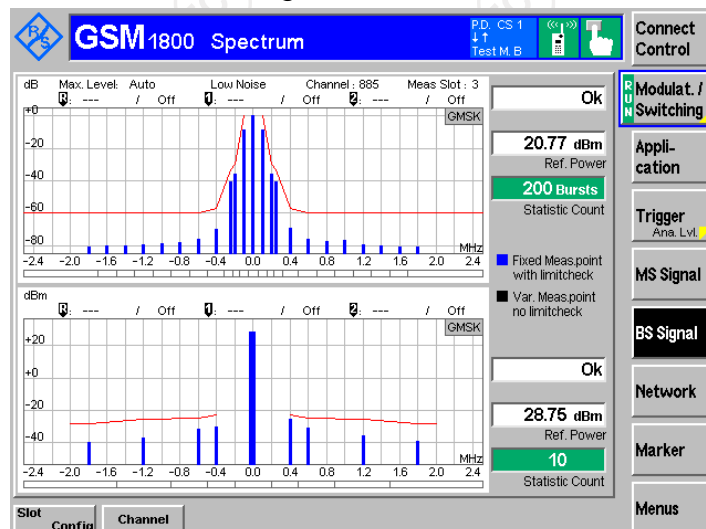 R/S
GSM 1800 Spectrum
P.D. CS 1
↓↑
Test M. B
Connect Control
dB Max. Level: Auto Low Noise Channel : 885 Meas Slot : 3
R: --- / Off 1: --- / Off 2: --- / Off
GMSK
+0
-20
-40
-60
-80
MHz
-2.4 -2.0 -1.6 -1.2 -0.8 -0.4 0.0 0.4 0.8 1.2 1.6 2.0 2.4
Ok
20.77 dBm
Ref. Power
200 Bursts
Statistic Count
Fixed Meas.point
with limitcheck
Var. Meas.point
no limitcheck
dBm
R: --- / Off 1: --- / Off 2: --- / Off
GMSK
+20
+0
-20
-40
MHz
-2.4 -2.0 -1.6 -1.2 -0.8 -0.4 0.0 0.4 0.8 1.2 1.6 2.0 2.4
Ok
28.75 dBm
Ref. Power
10
Statistic Count
RUN
Modulat. /
Switching
Appli-
cation
Trigger
Ana. Lvl.
MS Signal
BS Signal
Network
Marker
Menus
Slot
Config
Channel